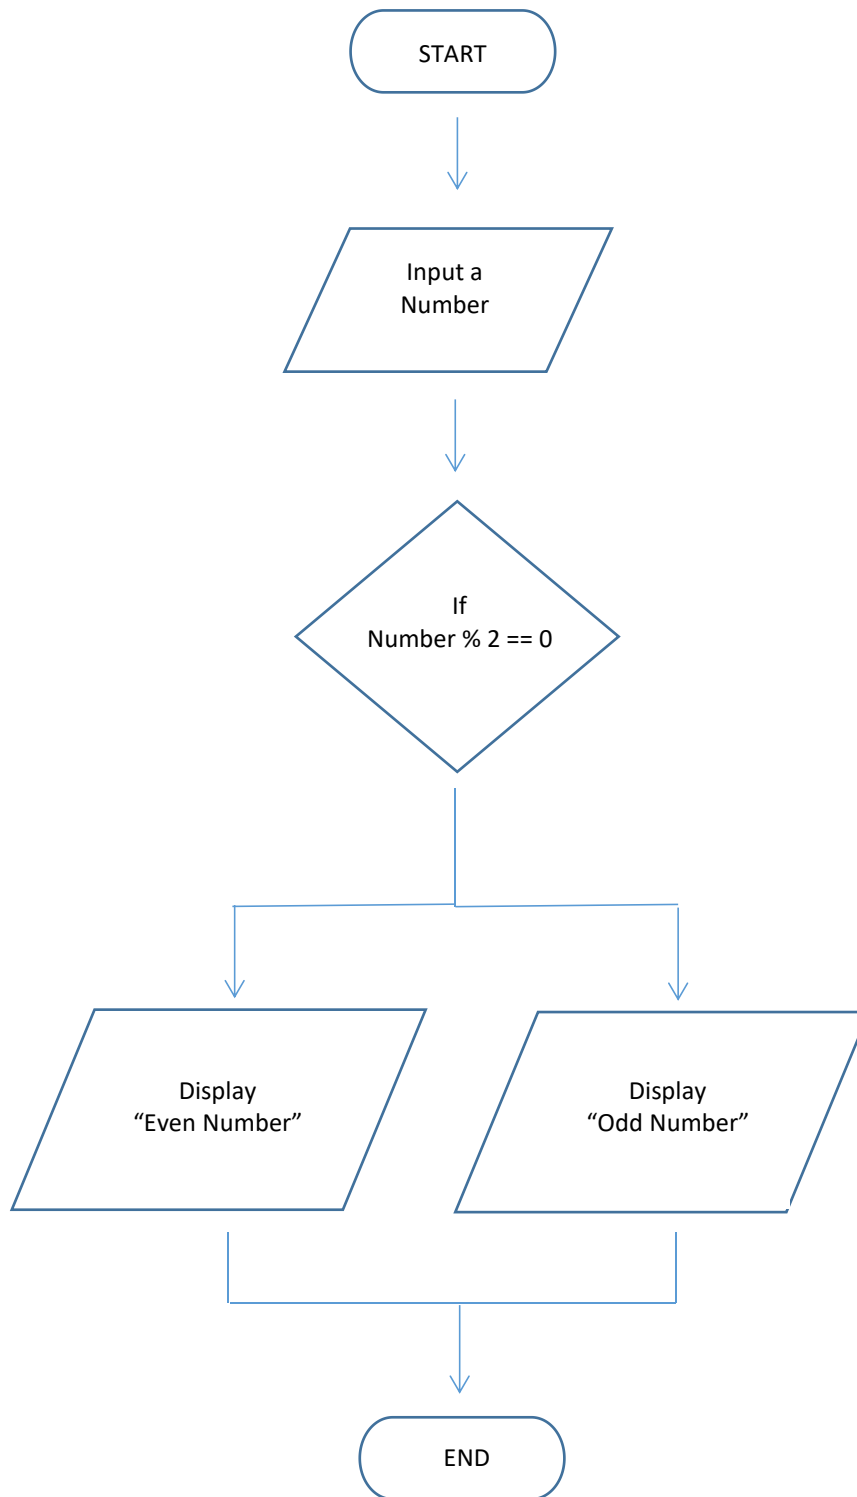 START
Input a
Number
If
Number % 2 == 0
Display
“Even Number”
Display
“Odd Number”
END